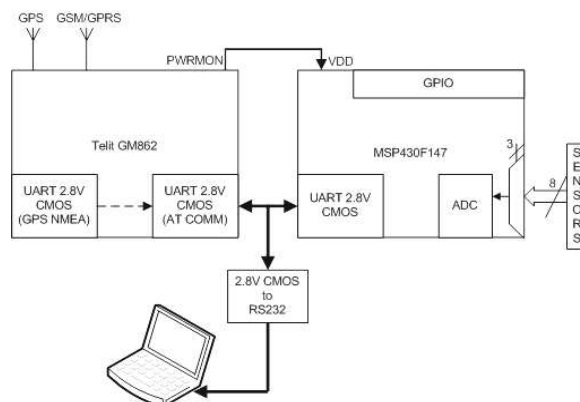 GPS GSM/GPRS
PWRMON
VDD
GPIO
Telit GM862
MSP430F147
3
8
UART 2.8V
CMOS
(GPS NMEA)
UART 2.8V
CMOS
(AT COMM)
UART 2.8V
CMOS
ADC
SENSORS
2.8V CMOS
to
RS232